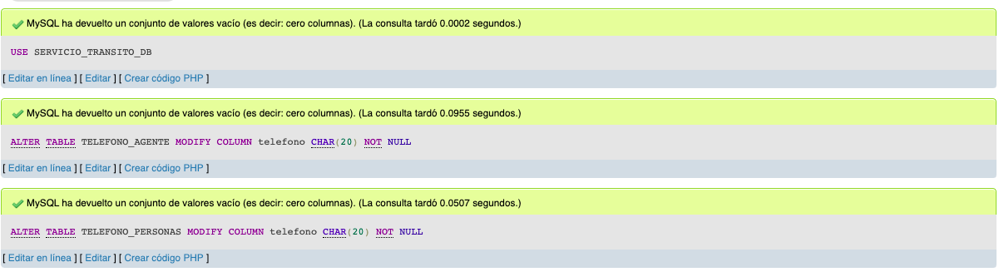 MySQL ha devuelto un conjunto de valores vacío (es decir: cero columnas). (La consulta tardó 0.0002 segundos.)
USE SERVICIO_TRANSITO_DB
[ Editar en línea ] [ Editar ] [ Crear código PHP ]
MySQL ha devuelto un conjunto de valores vacío (es decir: cero columnas). (La consulta tardó 0.0955 segundos.)
ALTER TABLE TELEFONO_AGENTE MODIFY COLUMN telefono CHAR(20) NOT NULL
[ Editar en línea ] [ Editar ] [ Crear código PHP ]
MySQL ha devuelto un conjunto de valores vacío (es decir: cero columnas). (La consulta tardó 0.0507 segundos.)
ALTER TABLE TELEFONO_PERSONAS MODIFY COLUMN telefono CHAR(20) NOT NULL
[ Editar en línea ] [ Editar ] [ Crear código PHP ]